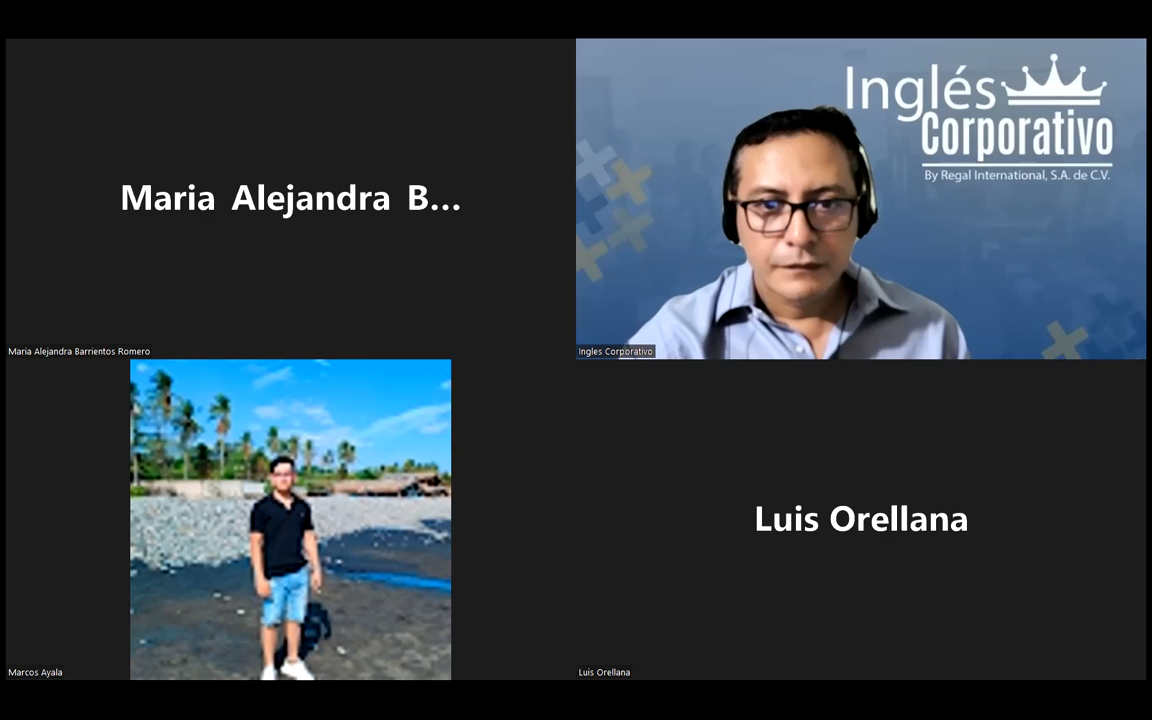 Maria Alejandra B...
Maria Alejandra Barrientos Romero
Inglés
Corporativo
By Regal International, S.A. de C.V.
Ingles Corporativo
Marcos Ayala
Luis Orellana
Luis Orellana